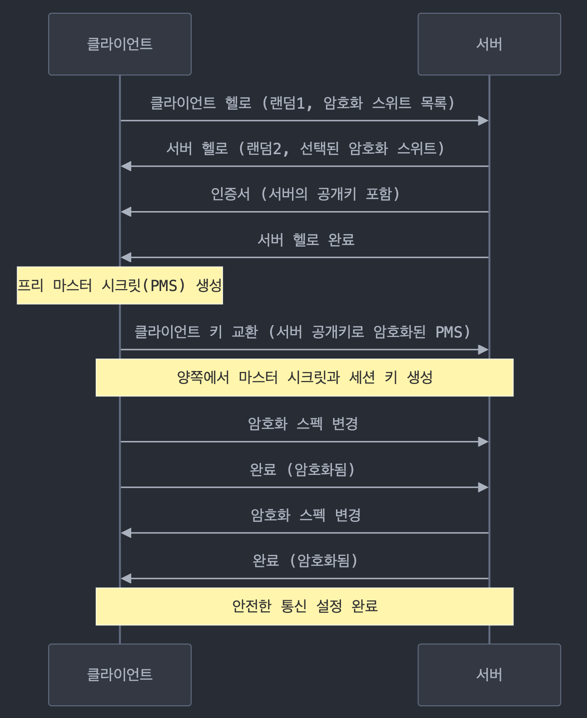 클라이언트
서버
클라이언트 헬로 (랜덤1, 암호화 스위트 목록)
서버 헬로 (랜덤2, 선택된 암호화 스위트)
인증서 (서버의 공개키 포함)
서버 헬로 완료
프리 마스터 시크릿(PMS) 생성
클라이언트 키 교환 (서버 공개키로 암호화된 PMS)
양쪽에서 마스터 시크릿과 세션 키 생성
암호화 스펙 변경
완료 (암호화됨)
암호화 스펙 변경
완료 (암호화됨)
안전한 통신 설정 완료
클라이언트
서버